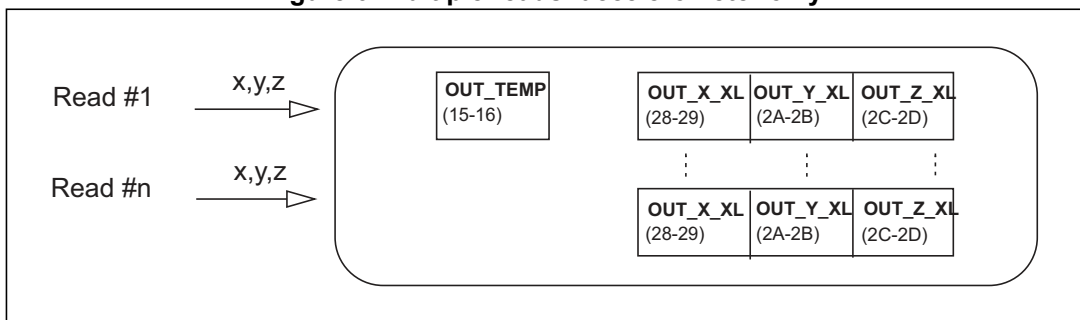 Read #1
x,y,z
OUT_TEMP
(15-16)
OUT_X_XL OUT_Y_XL OUT_Z_XL
(28-29) (2A-2B) (2C-2D)
Read #n
x,y,z
OUT_X_XL OUT_Y_XL OUT_Z_XL
(28-29) (2A-2B) (2C-2D)